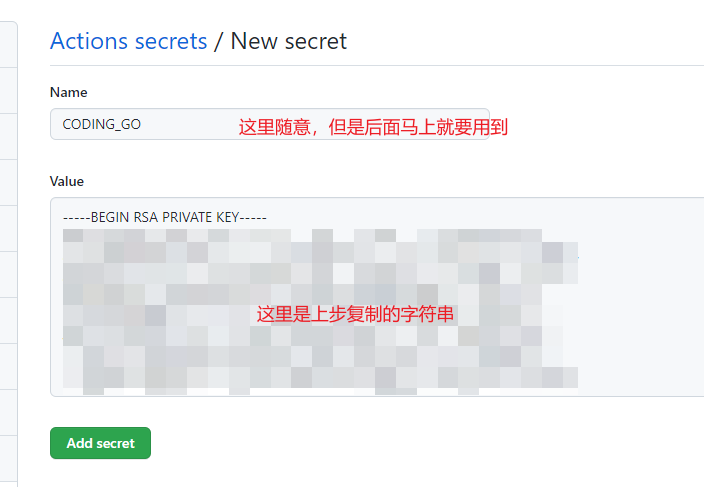 Actions secrets / New secret
Name
CODING_GO
这里随意，但是后面马上就要用到
Value
-----BEGIN RSA PRIVATE KEY-----
这里是上步复制的字符串
Add secret